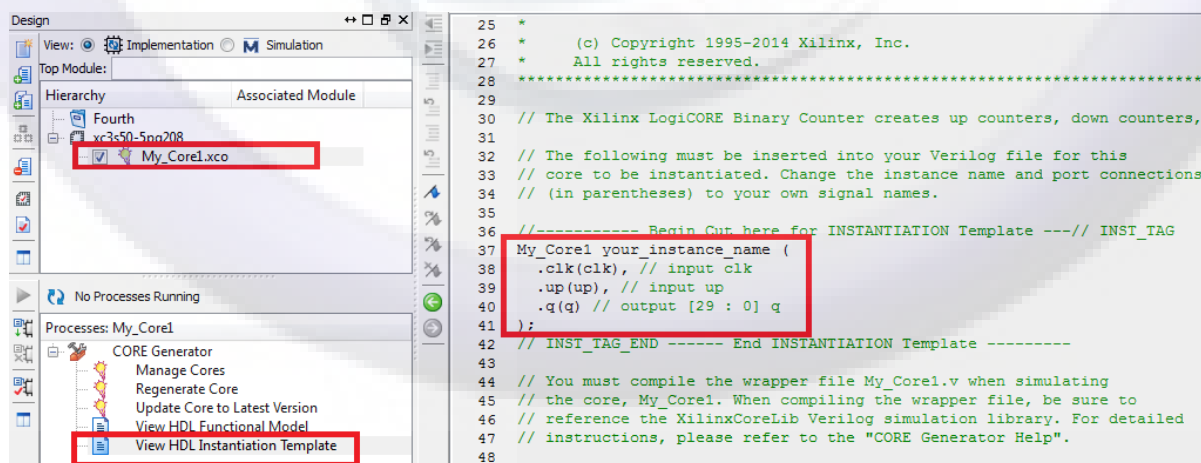 Design
View: Implementation Simulation
Top Module:
Hierarchy Associated Module
Fourth
xc3s50-5pq208
My_Core1.xco
No Processes Running
Processes: My_Core1
CORE Generator
Manage Cores
Regenerate Core
Update Core to Latest Version
View HDL Functional Model
View HDL Instantiation Template
25 *
26 * (c) Copyright 1995-2014 Xilinx, Inc.
27 * All rights reserved.
28 *******************************************************************************
29
30 // The Xilinx LogiCORE Binary Counter creates up counters, down counters,
31
32 // The following must be inserted into your Verilog file for this
33 // core to be instantiated. Change the instance name and port connections
34 // (in parentheses) to your own signal names.
35
36 //----------- Begin Cut here for INSTANTIATION Template ---// INST_TAG
37 My_Core1 your_instance_name (
38 .clk(clk), // input clk
39 .up(up), // input up
40 .q(q) // output [29 : 0] q
41 );
42 // INST_TAG_END ------ End INSTANTIATION Template ---------
43
44 // You must compile the wrapper file My_Core1.v when simulating
45 // the core, My_Core1. When compiling the wrapper file, be sure to
46 // reference the XilinxCoreLib Verilog simulation library. For detailed
47 // instructions, please refer to the "CORE Generator Help".
48